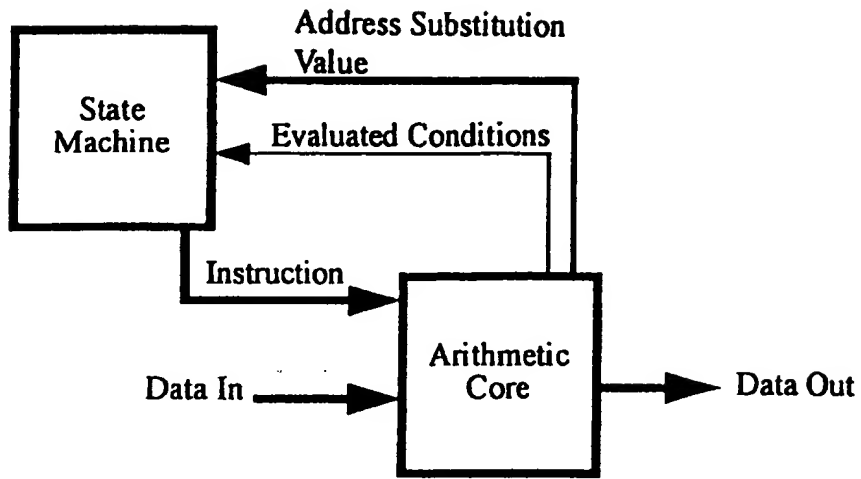 Address Substitution
Value
State
Machine
Evaluated Conditions
Instruction
Arithmetic
Core
Data In
Data Out